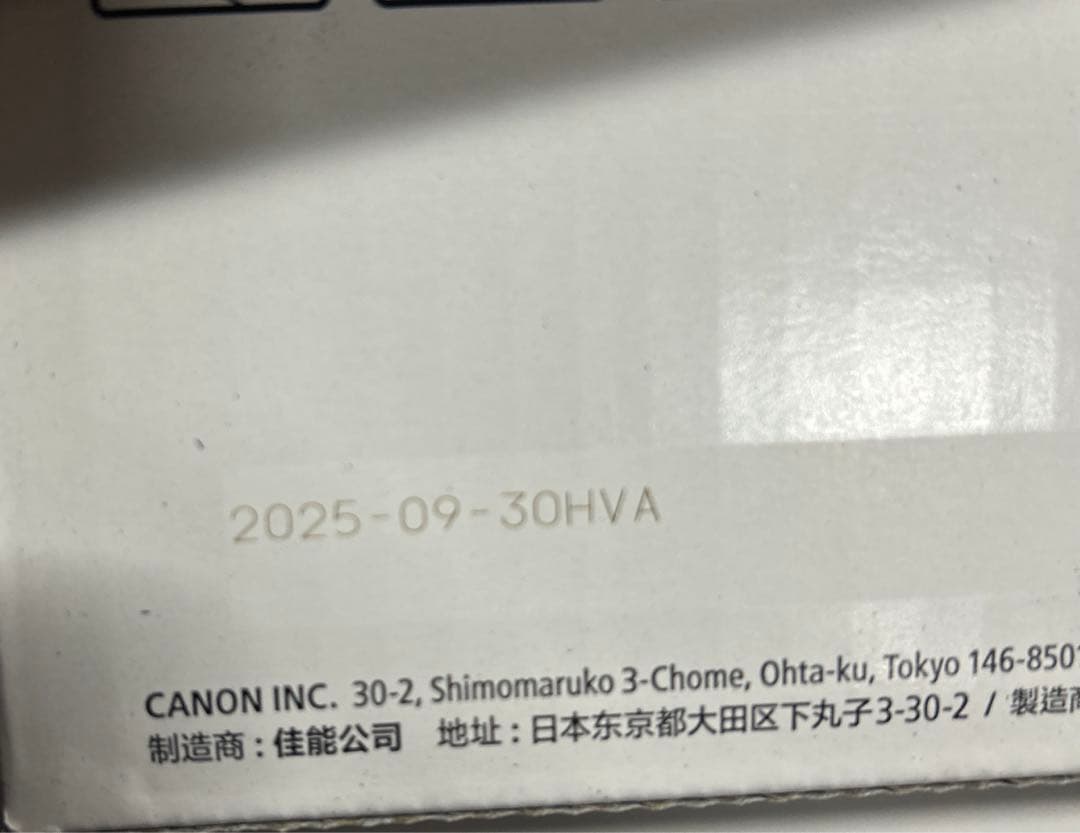 2025-09-30HVA
CANON INC. 30-2, Shimomaruko 3-Chome, Ohta-ku, Tokyo 146-8501
制造商：佳能公司　地址：日本东京都大田区下丸子3-30-2 / 製造商